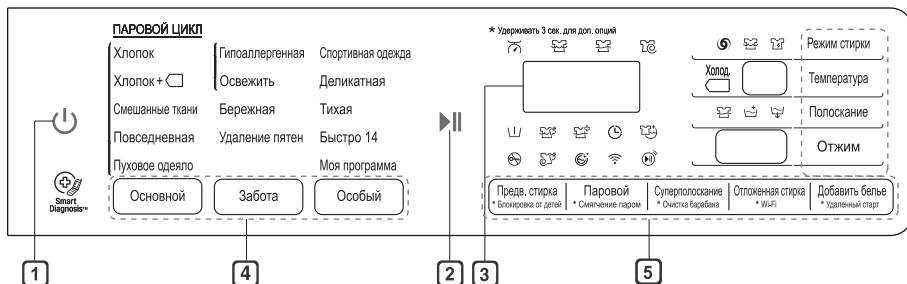 ПАРОВОЙ ЦИКЛ
Хлопок
Гипоаллергенная
Спортивная одежда
Хлопок+
Освежить
Деликатная
Смешанные ткани
Бережная
Тихая
Повседневная
Удаление пятен
Быстро 14
Пуховое одеяло
Моя программа
Основной
Забота
Особый
Smart
Diagnosis™
* Удерживать 3 сек. для доп. опций
Режим стирки
Холод.
Температура
Полоскание
Отжим
Предв. стирка
* Блокировка от детей
Паровой
* Смягчение паром
Суперполоскание
* Очистка барабана
Отложенная стирка
* Wi-Fi
Добавить белье
* Удаленный старт
1
4
2
3
5